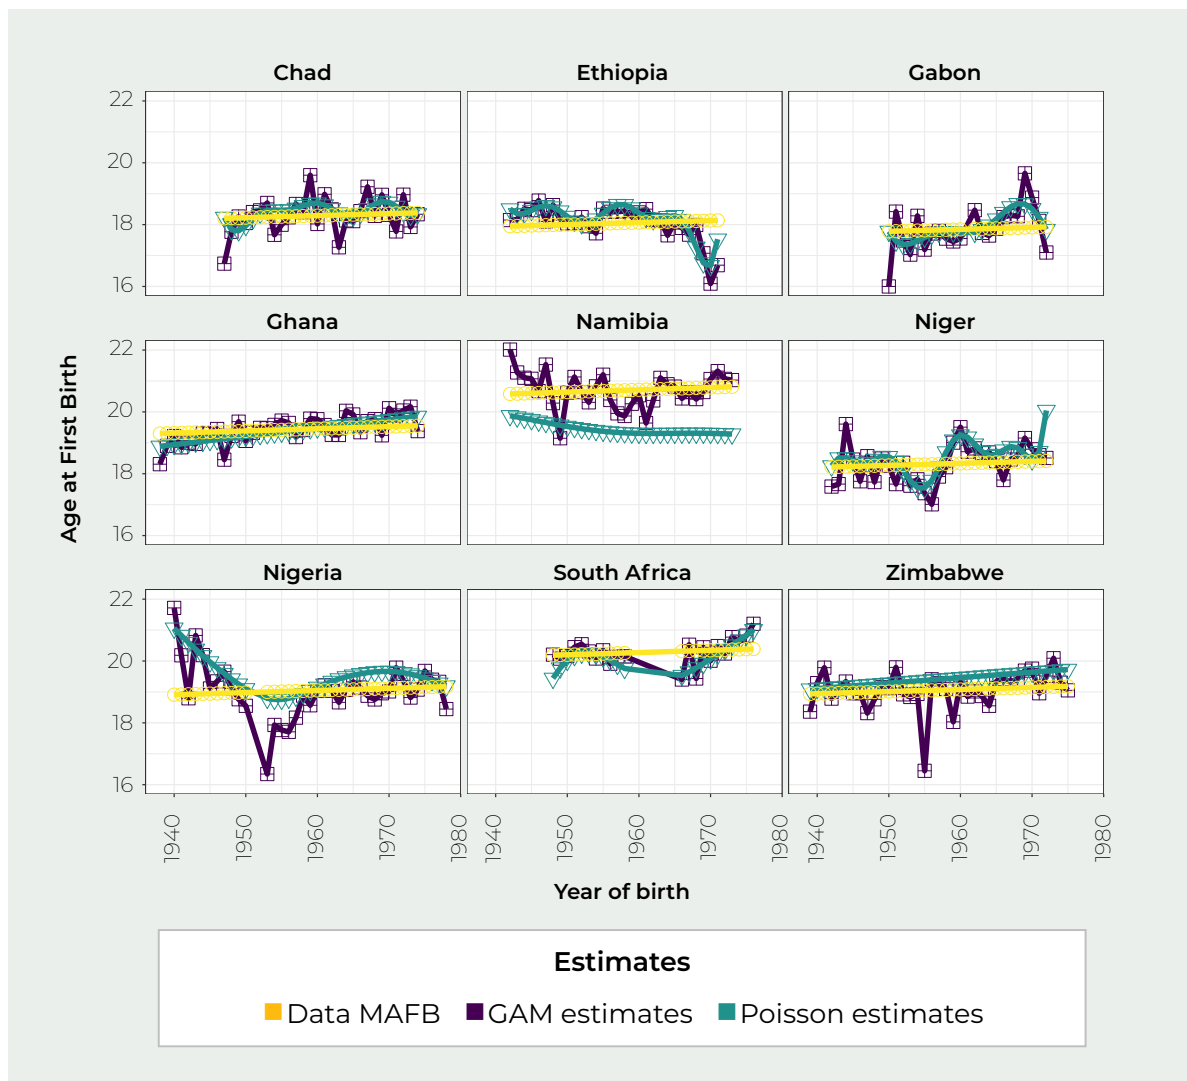 Chad Ethiopia Gabon
22
20
18
16
Ghana Namibia Niger
22
20
18
16
Age at First Birth
Nigeria South Africa Zimbabwe
22
20
18
16
1940 1950 1960 1970 1980 1940 1950 1960 1970 1940 1950 1960 1970 1980
Year of birth
Estimates
Data MAFB GAM estimates Poisson estimates